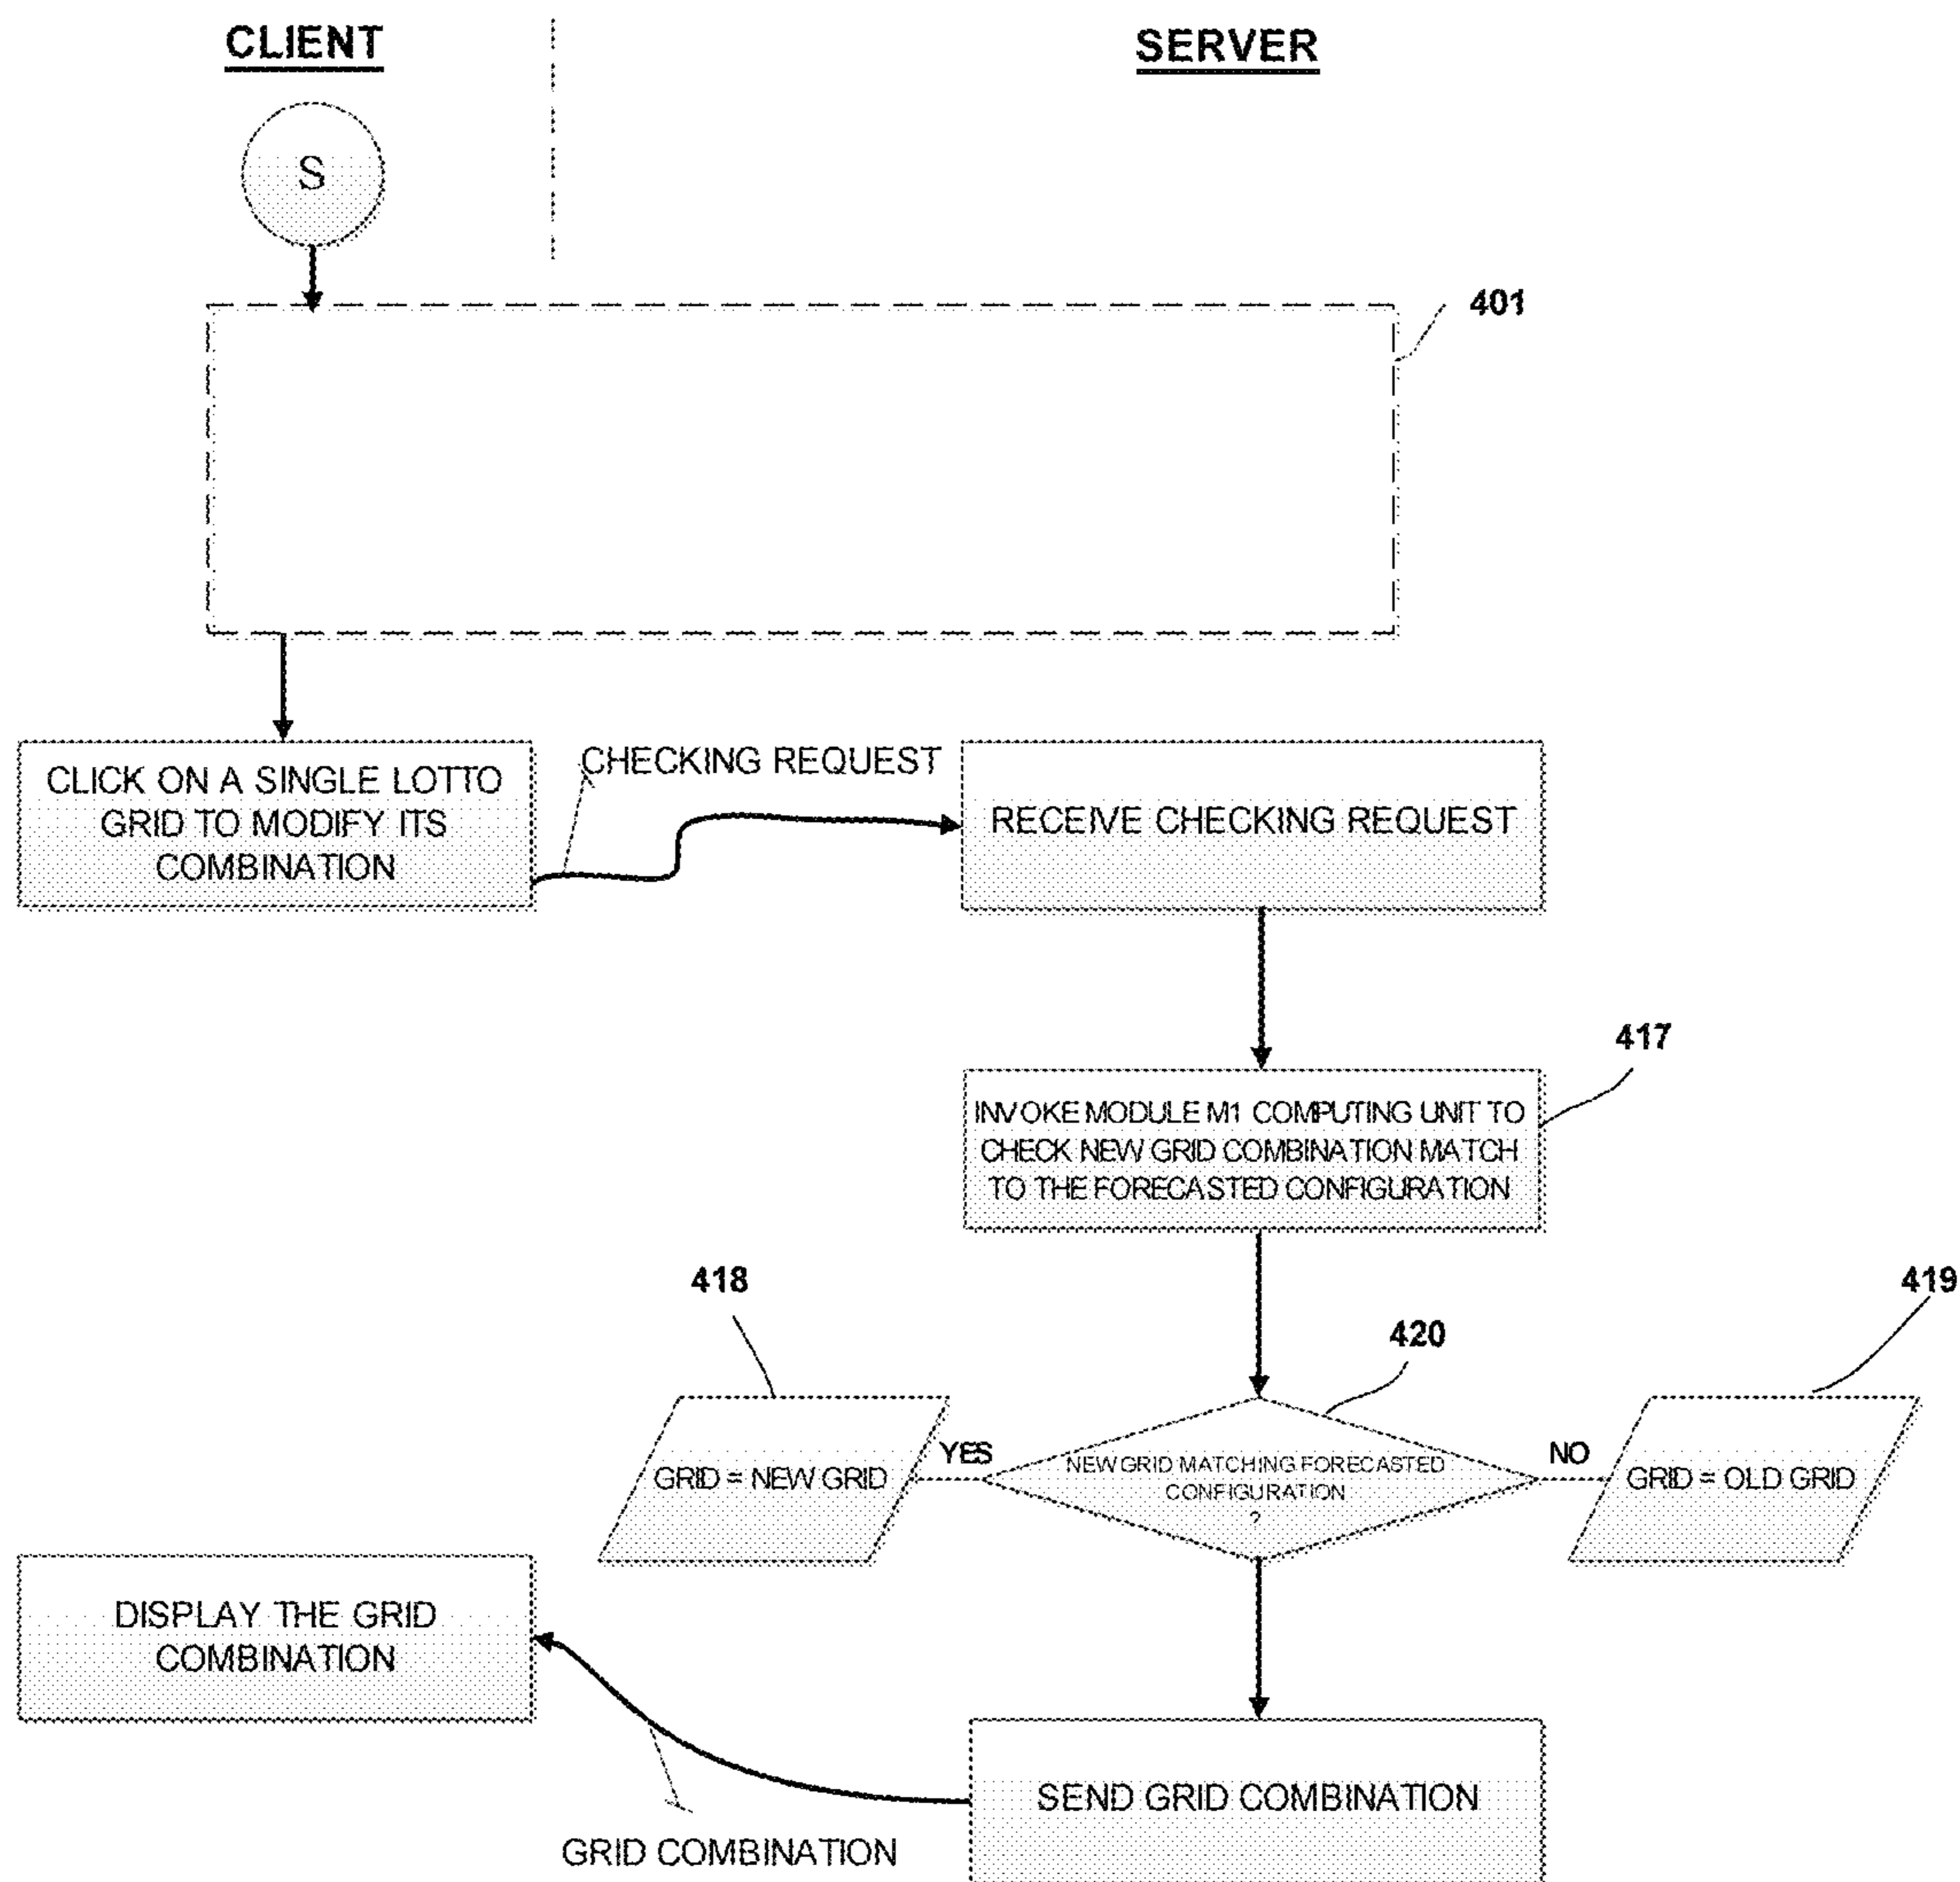 CLIENT
SERVER
S
401
CLICK ON A SINGLE LOTTO
GRID TO MODIFY ITS
COMBINATION
CHECKING REQUEST
RECEIVE CHECKING REQUEST
417
INVOKE MODULE M1 COMPUTING UNIT TO
CHECK NEW GRID COMBINATION MATCH
TO THE FORECASTED CONFIGURATION
418
419
420
GRID = NEW GRID
YES
NEW GRID MATCHING FORECASTED
CONFIGURATION
?
NO
GRID = OLD GRID
DISPLAY THE GRID
COMBINATION
SEND GRID COMBINATION
GRID COMBINATION